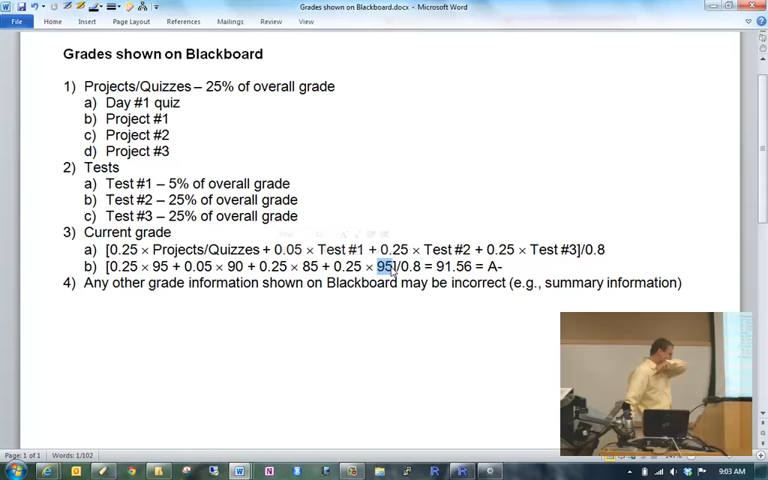 Grades shown on Blackboard.docx - Microsoft Word
File Home Insert Page Layout References Mailings Review View
Grades shown on Blackboard
1) Projects/Quizzes – 25% of overall grade
a) Day #1 quiz
b) Project #1
c) Project #2
d) Project #3
2) Tests
a) Test #1 – 5% of overall grade
b) Test #2 – 25% of overall grade
c) Test #3 – 25% of overall grade
3) Current grade
a) [0.25 × Projects/Quizzes + 0.05 × Test #1 + 0.25 × Test #2 + 0.25 × Test #3]/0.8
b) [0.25 × 95 + 0.05 × 90 + 0.25 × 85 + 0.25 × 95]/0.8 = 91.56 = A-
4) Any other grade information shown on Blackboard may be incorrect (e.g., summary information)
Page: 1 of 1 Words: 1/102
9:03 AM